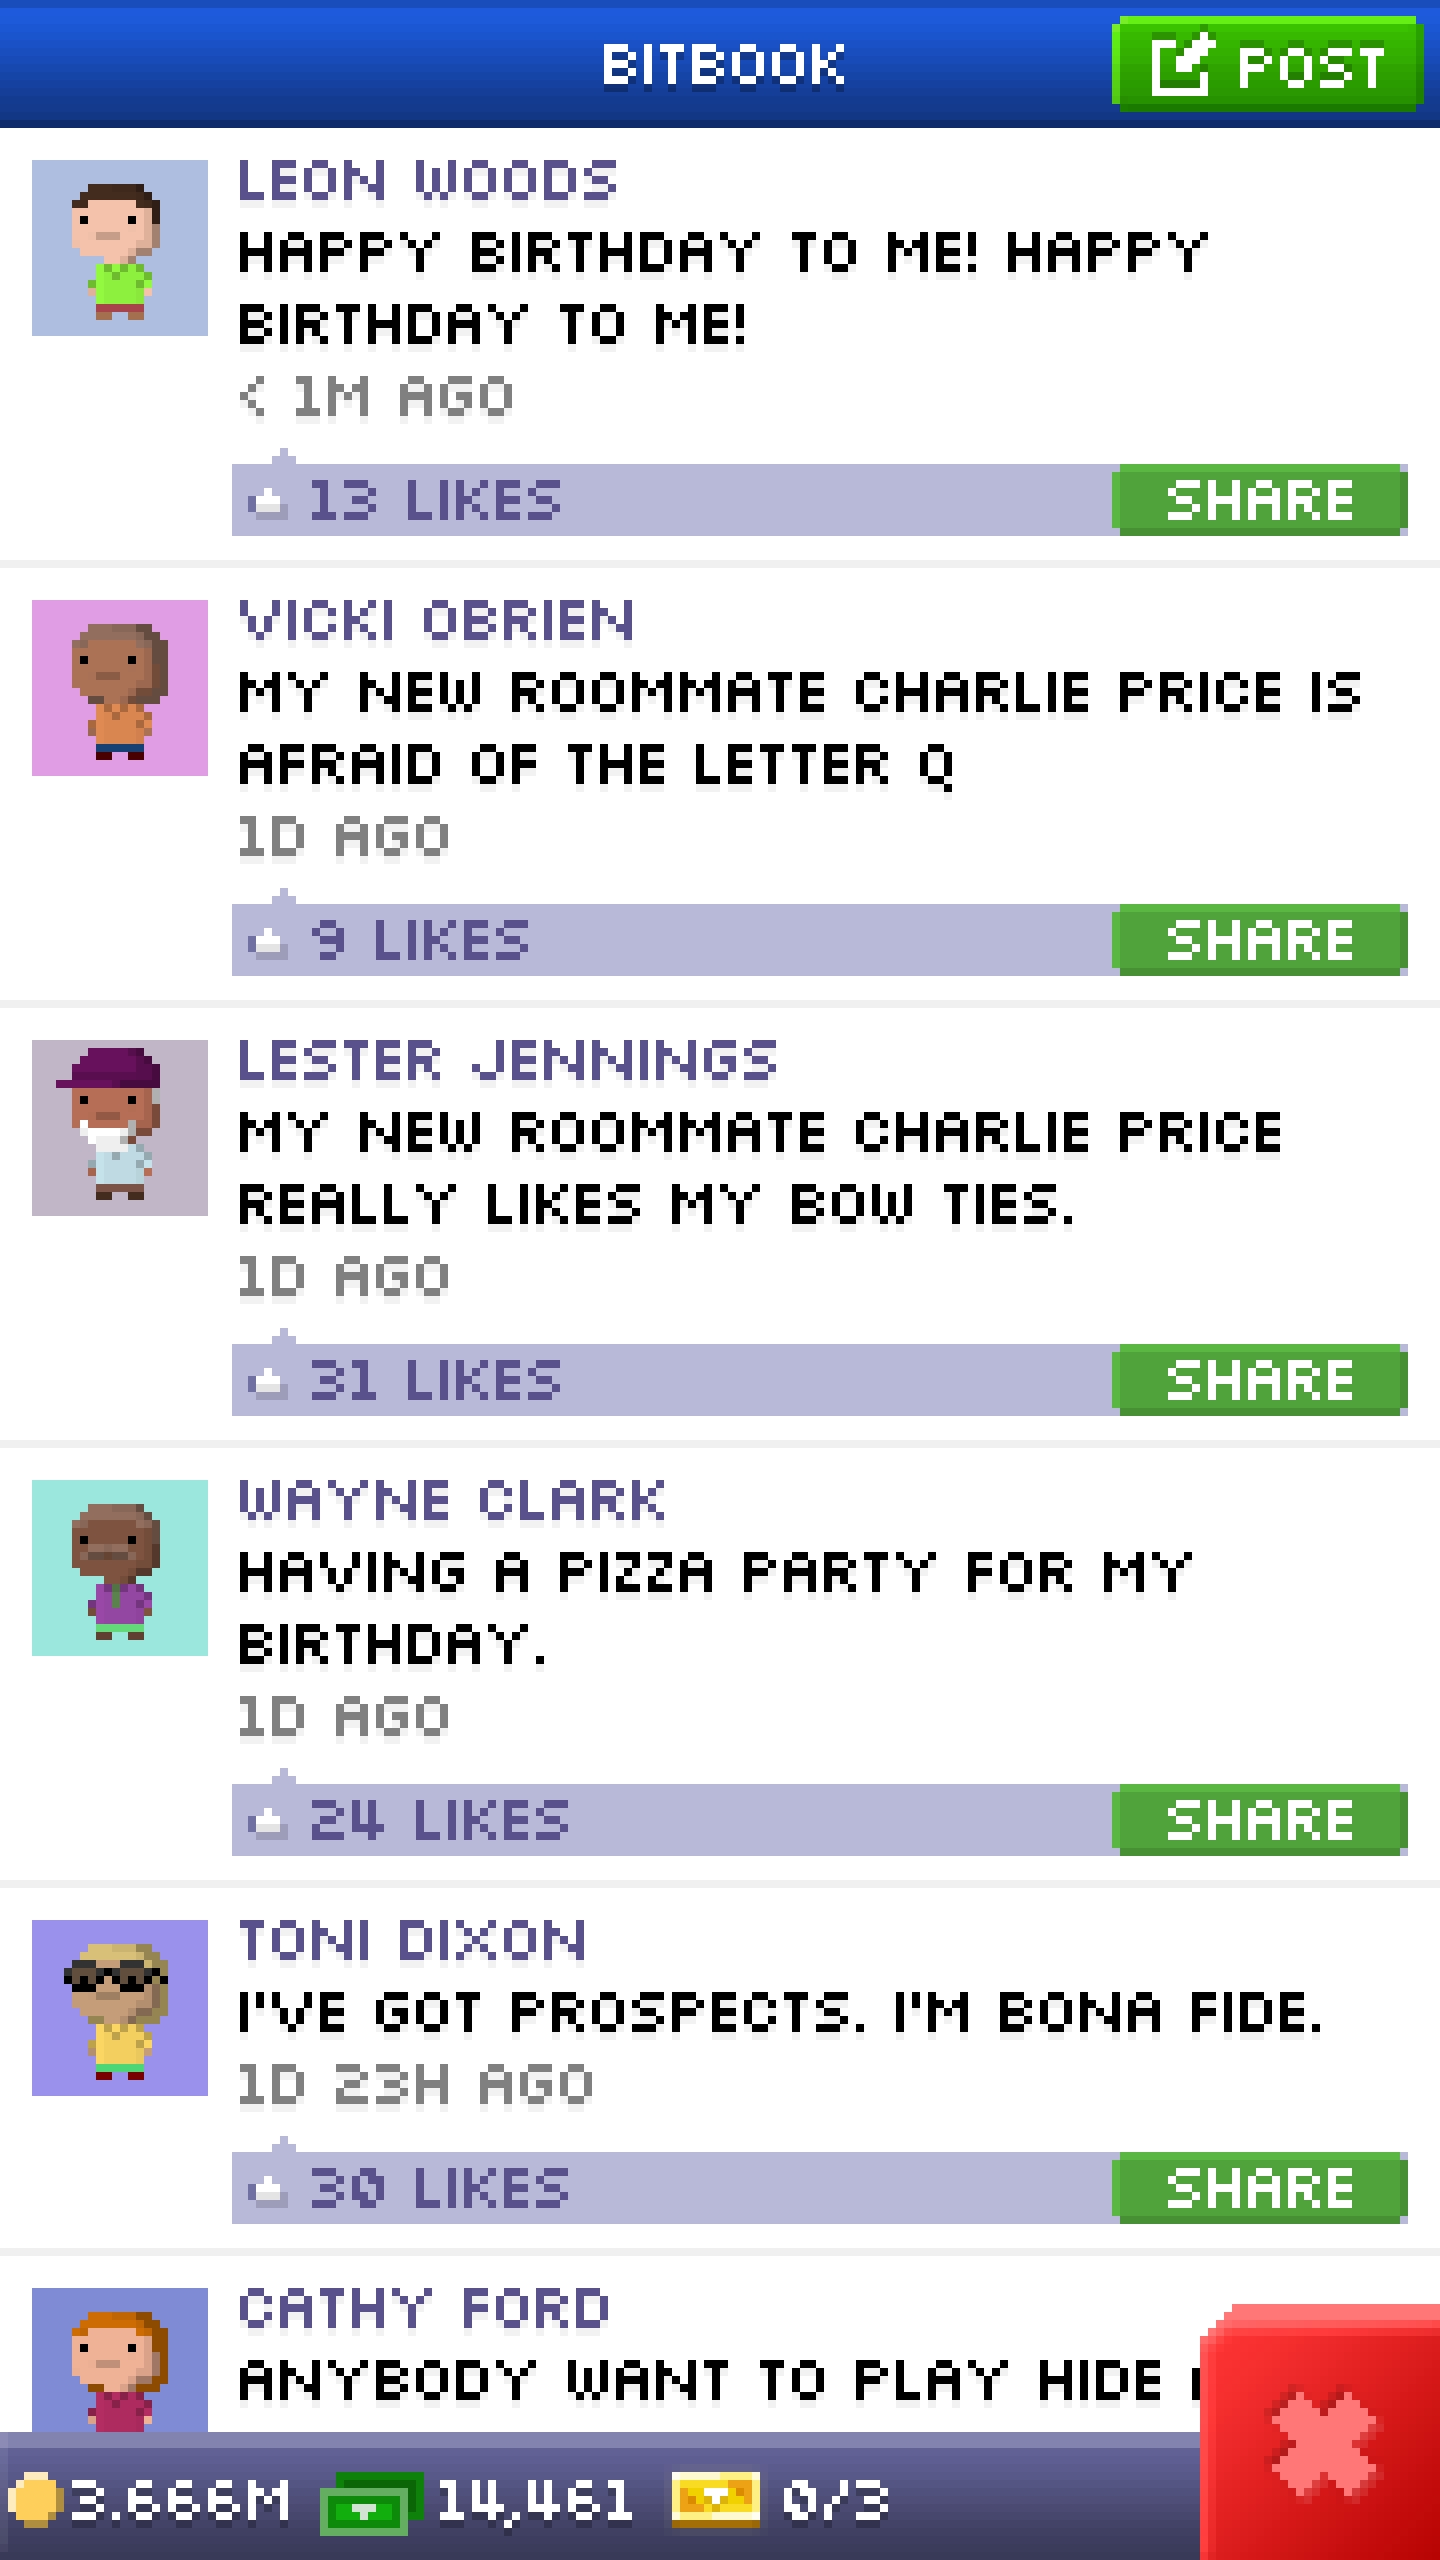 BITBOOK
POST
LEON WOODS
HAPPY BIRTHDAY TO ME! HAPPY
BIRTHDAY TO ME!
< 1M AGO
13 LIKES
SHARE
VICKI OBRIEN
MY NEW ROOMMATE CHARLIE PRICE IS
AFRAID OF THE LETTER Q
1D AGO
9 LIKES
SHARE
LESTER JENNINGS
MY NEW ROOMMATE CHARLIE PRICE
REALLY LIKES MY BOW TIES.
1D AGO
31 LIKES
SHARE
WAYNE CLARK
HAVING A PIZZA PARTY FOR MY
BIRTHDAY.
1D AGO
24 LIKES
SHARE
TONI DIXON
I'VE GOT PROSPECTS. I'M BONA FIDE.
1D 23H AGO
30 LIKES
SHARE
CATHY FORD
ANYBODY WANT TO PLAY HIDE
3.666M
14,461
0/3